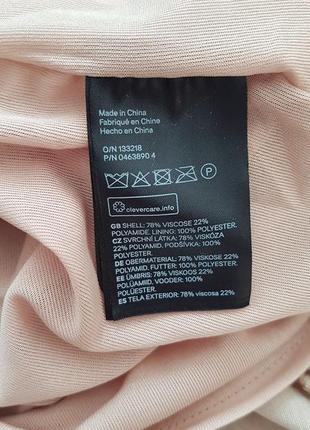 Made in China
Fabriqué en Chine
Hecho en China
O/N 133218
P/N 0463890 4
P
clevercare.info
GB SHELL: 78% VISCOSE 22%
POLYAMIDE. LINING: 100% POLYESTER.
CZ SVRCHNÍ LÁTKA: 78% VISKÓZA
22% POLYAMID. PODŠÍVKA: 100%
POLYESTER.
DE OBERMATERIAL: 78% VISKOSE 22%
POLYAMID. FUTTER: 100% POLYESTER
EE ÜMBRIS: 78% VISKOOS 22%
POLÜAMIID. VOODER: 100%
POLÜESTER.
ES TELA EXTERIOR: 78% viscosa 22%